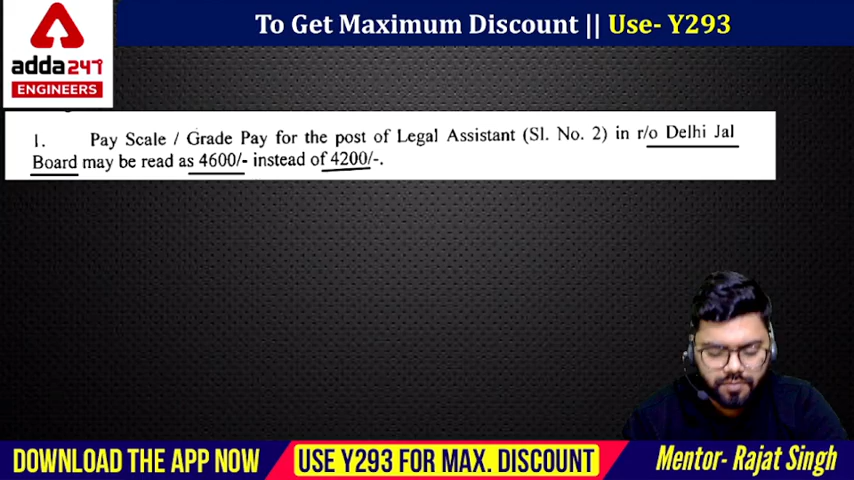 To Get Maximum Discount || Use- Y293
adda247
ENGINEERS
1. Pay Scale / Grade Pay for the post of Legal Assistant (Sl. No. 2) in r/o Delhi Jal
Board may be read as 4600/- instead of 4200/-.
DOWNLOAD THE APP NOW
USE Y293 FOR MAX. DISCOUNT
Mentor- Rajat Singh